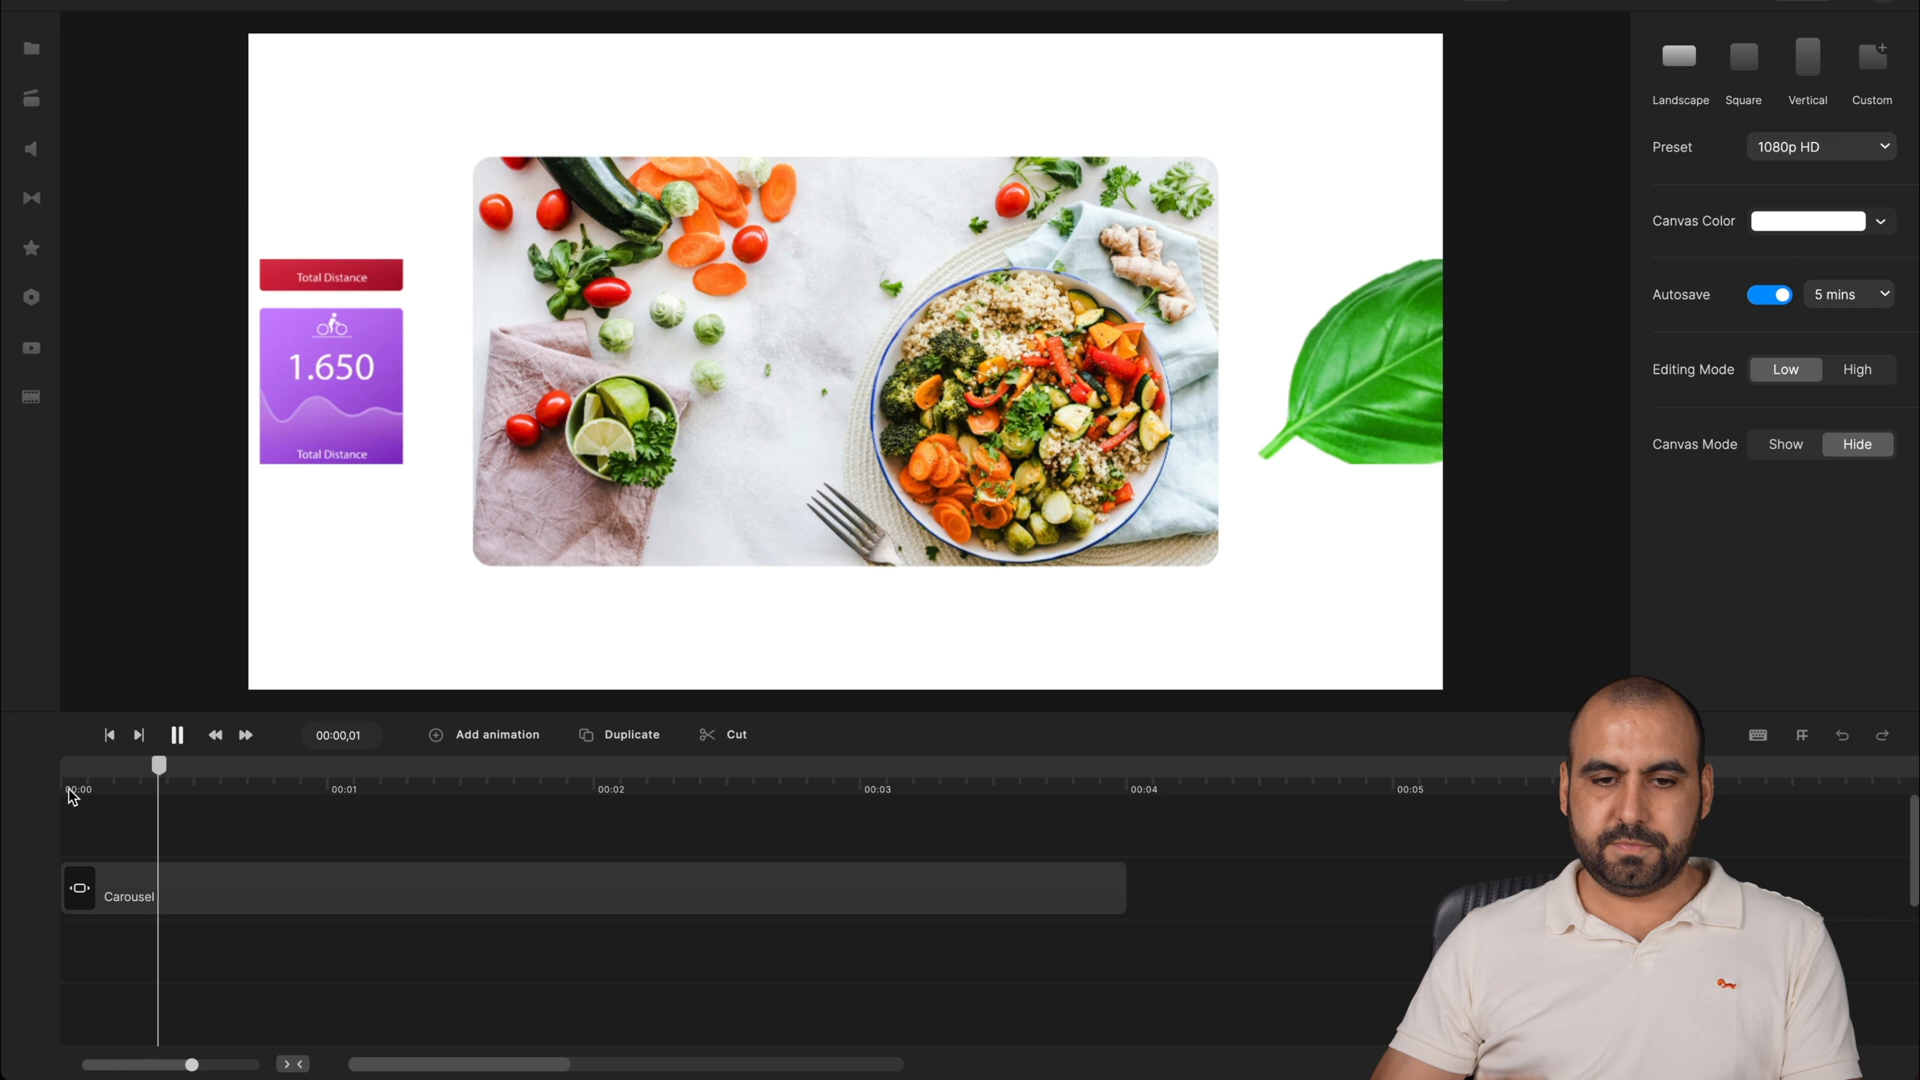 Landscape
Square
Vertical
Custom
Preset
1080p HD
Canvas Color
Autosave
5 mins
Editing Mode
Low
High
Canvas Mode
Show
Hide
Total Distance
1.650
Total Distance
00:00,01
Add animation
Duplicate
Cut
00:00
00:01
00:02
00:03
00:04
00:05
Carousel